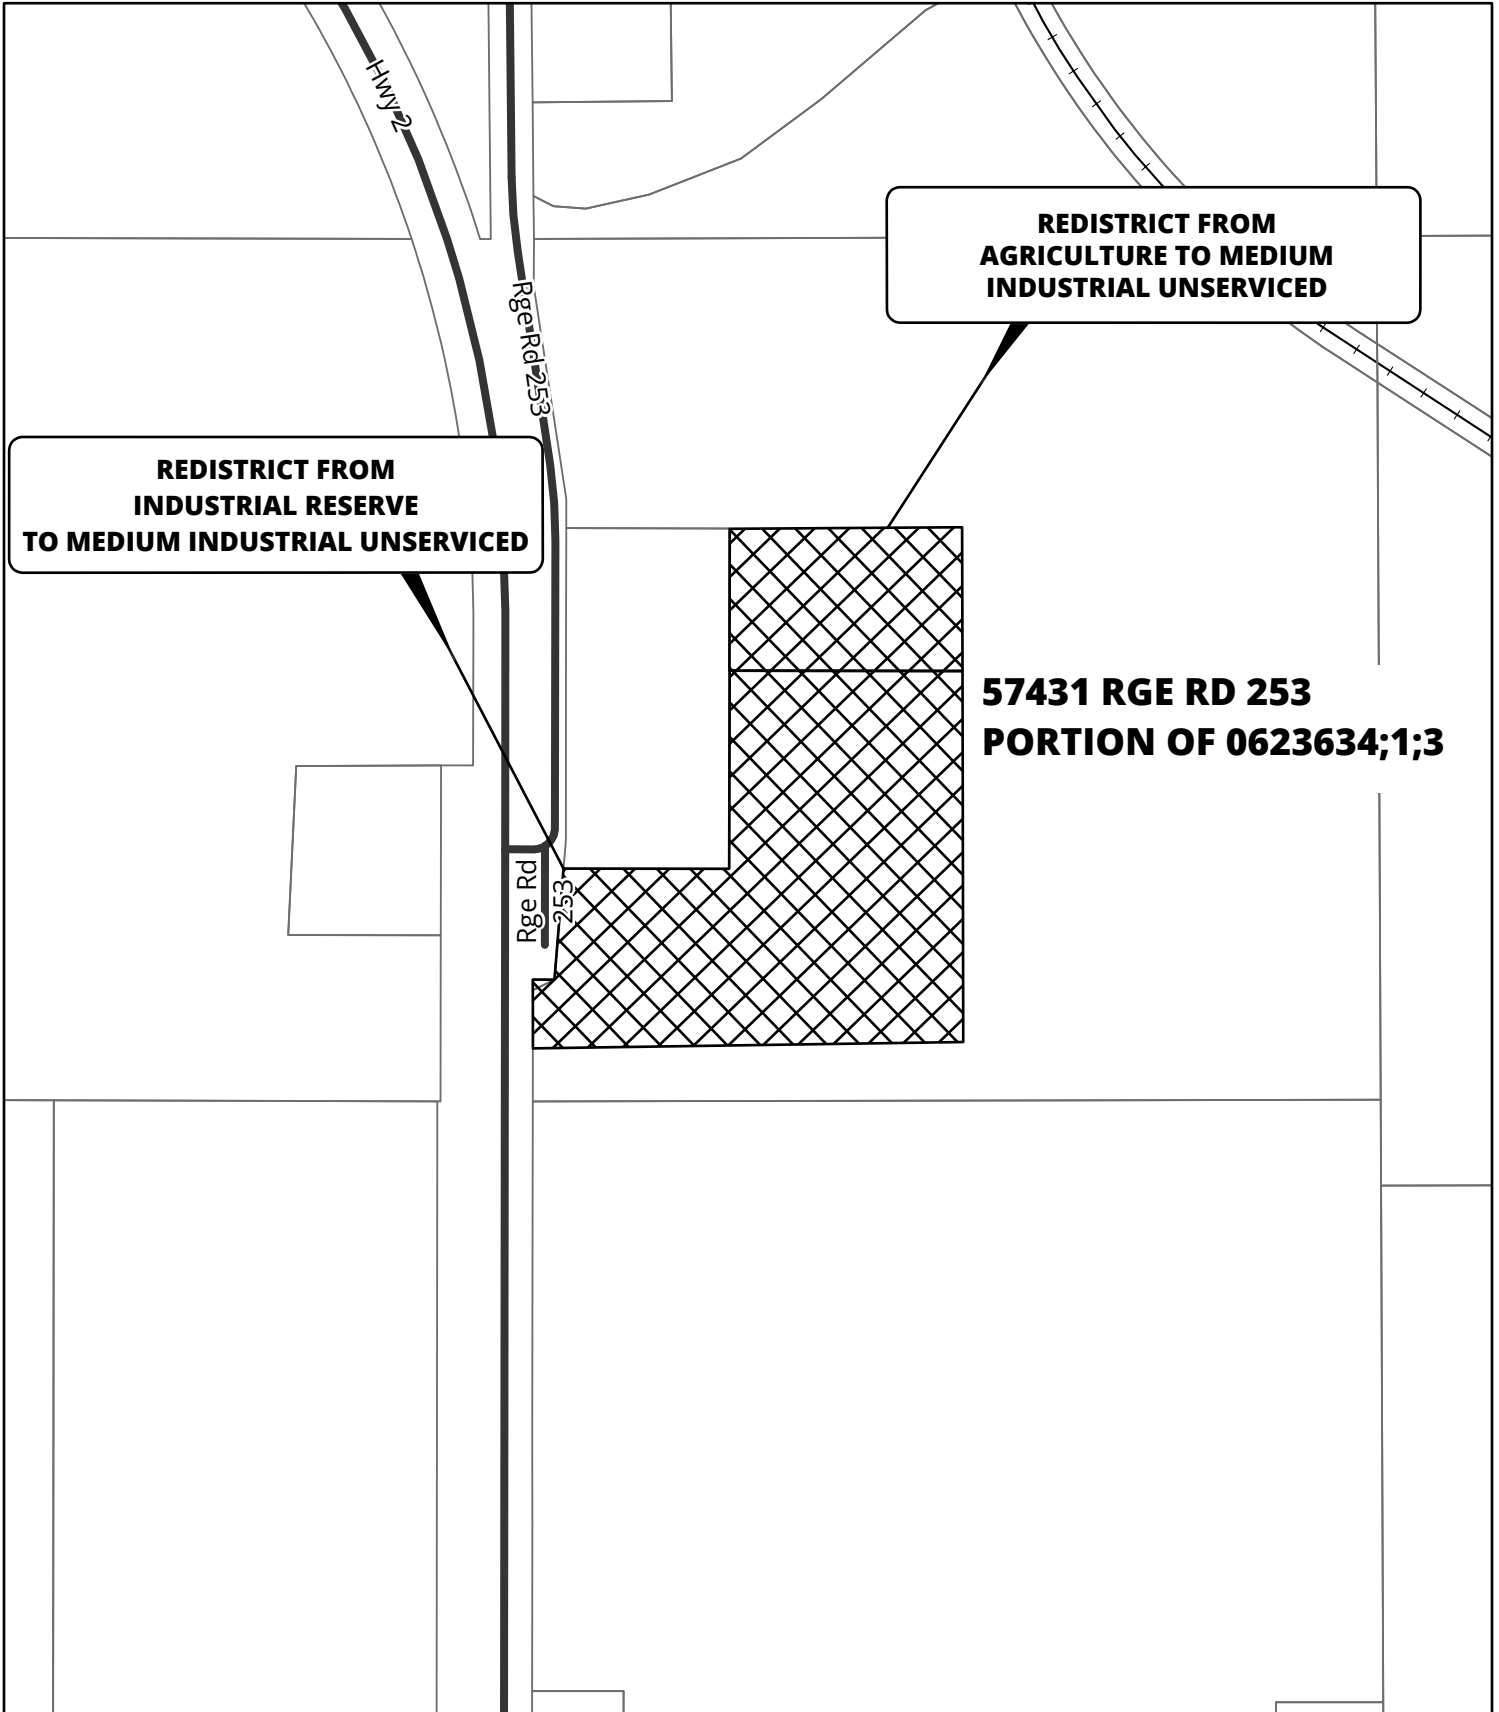 Hwy 2
REDISTRICT FROM
AGRICULTURE TO MEDIUM
INDUSTRIAL UNSERVICED
Rge Rd 253
REDISTRICT FROM
INDUSTRIAL RESERVE
TO MEDIUM INDUSTRIAL UNSERVICED
57431 RGE RD 253
PORTION OF 0623634;1;3
Rge Rd
253